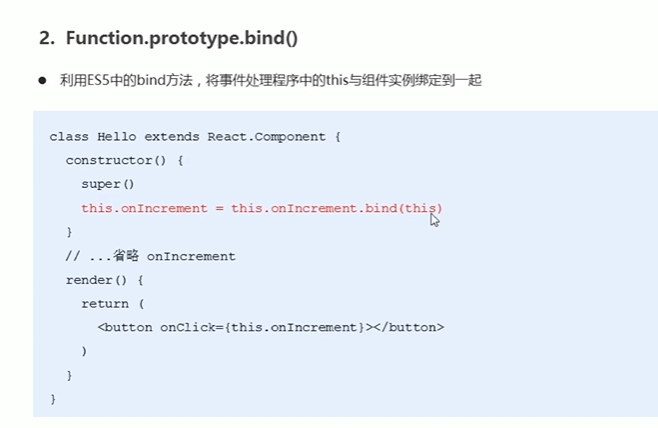 2. Function.prototype.bind()
● 利用ES5中的bind方法，将事件处理程序中的this与组件实例绑定到一起
class Hello extends React.Component {
  constructor() {
    super()
    this.onIncrement = this.onIncrement.bind(this)
  }
  // ...省略 onIncrement
  render() {
    return (
      <button onClick={this.onIncrement}></button>
    )
  }
}